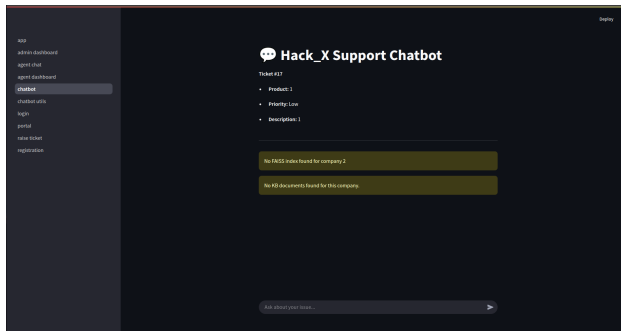 Deploy
app
admin dashboard
agent chat
agent dashboard
chatbot
chatbot utils
login
portal
raise ticket
registration
💬 Hack_X Support Chatbot
Ticket #17
• Product: 1
• Priority: Low
• Description: 1
No FAISS index found for company 2
No KB documents found for this company.
Ask about your issue...